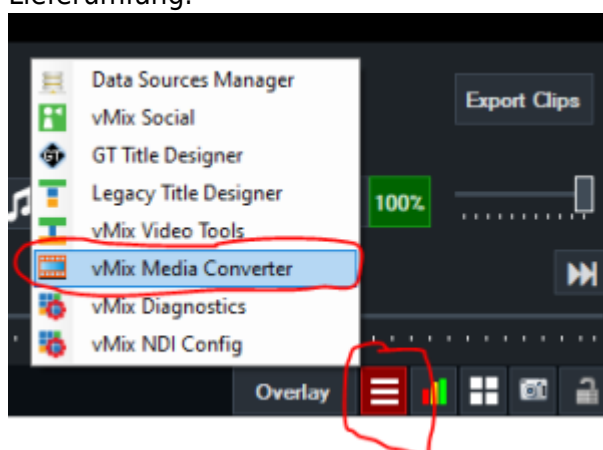 Lieferumfang:
Data Sources Manager
Export Clips
vMix Social
GT Title Designer
Legacy Title Designer
100%
vMix Video Tools
vMix Media Converter
vMix Diagnostics
vMix NDI Config
Overlay